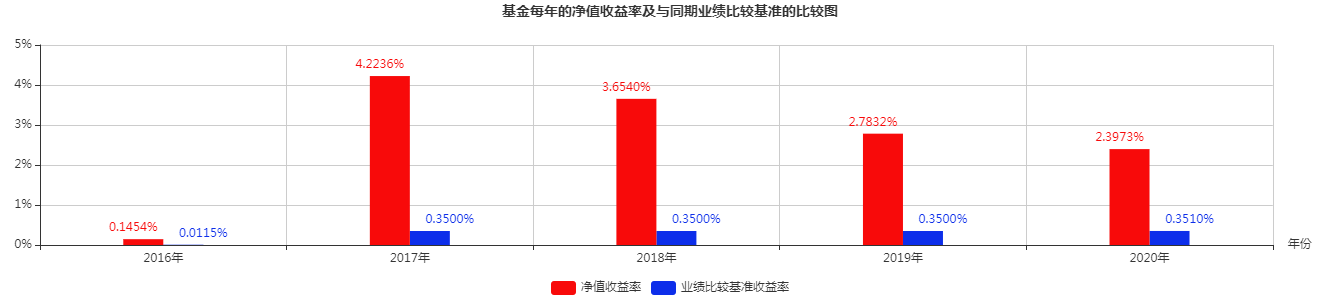 基金每年的净值收益率及与同期业绩比较基准的比较图
5%
4%
3%
2%
1%
0%
0.1454%
0.0115%
4.2236%
0.3500%
3.6540%
0.3500%
2.7832%
0.3500%
2.3973%
0.3510%
2016年
2017年
2018年
2019年
2020年
年份
净值收益率
业绩比较基准收益率